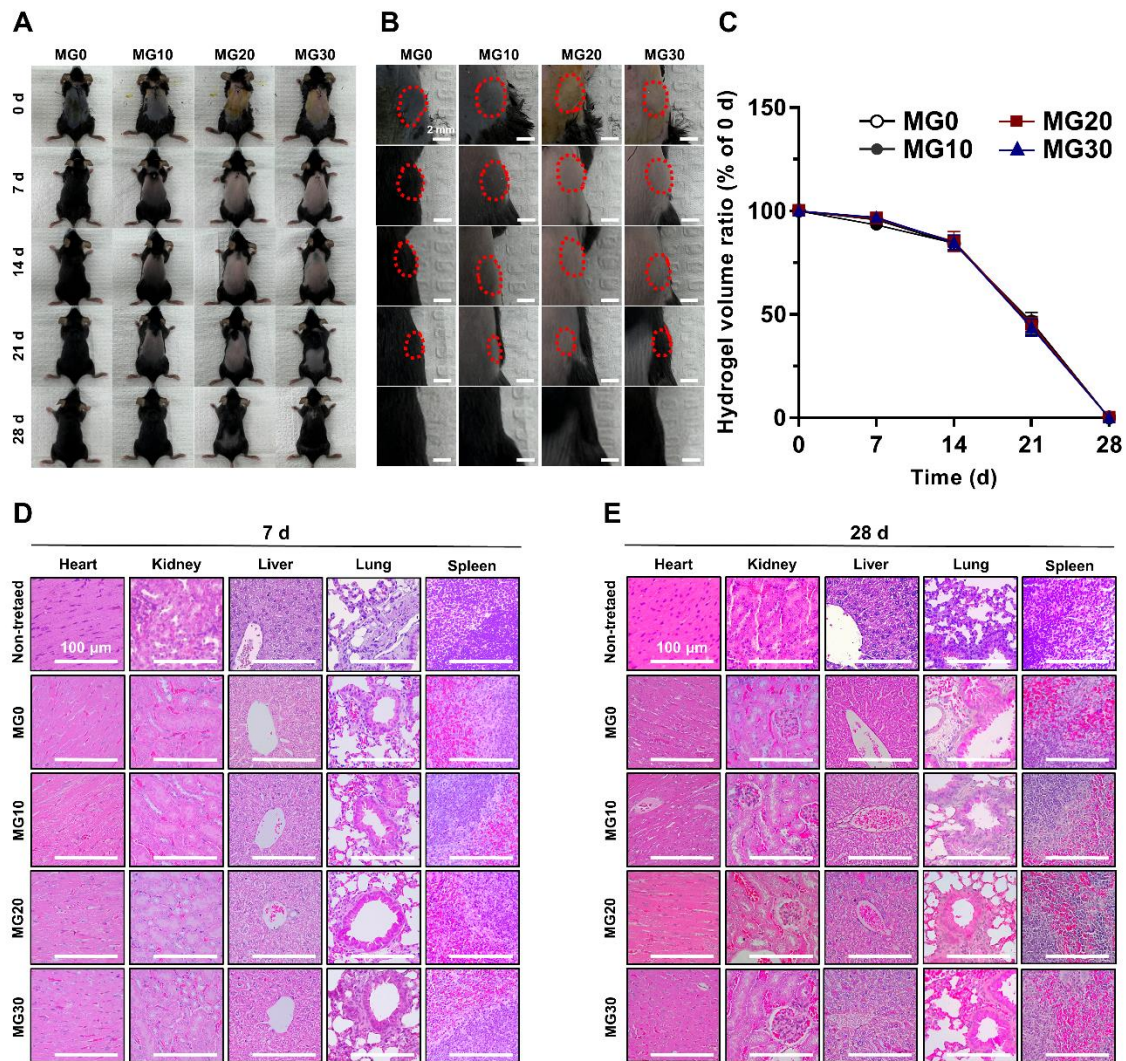 A
MG0 MG10 MG20 MG30
0 d
7 d
14 d
21 d
28 d
B
MG0 MG10 MG20 MG30
2 mm
C
150
100
50
0
Hydrogel volume ratio (% of 0 d)
MG0 MG20
MG10 MG30
0 7 14 21 28
Time (d)
D
7 d
Heart Kidney Liver Lung Spleen
Non-tretaed
100 µm
MG0
MG10
MG20
MG30
E
28 d
Heart Kidney Liver Lung Spleen
Non-tretaed
100 µm
MG0
MG10
MG20
MG30